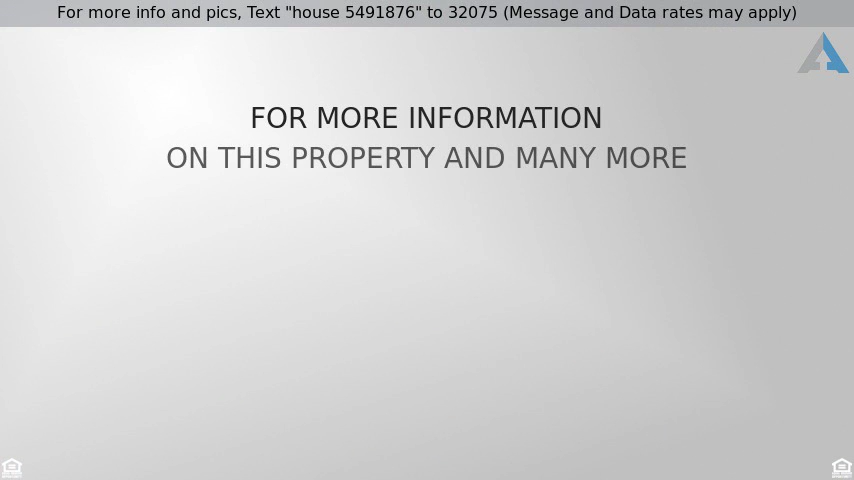 For more info and pics, Text "house 5491876" to 32075 (Message and Data rates may apply)
FOR MORE INFORMATION
ON THIS PROPERTY AND MANY MORE